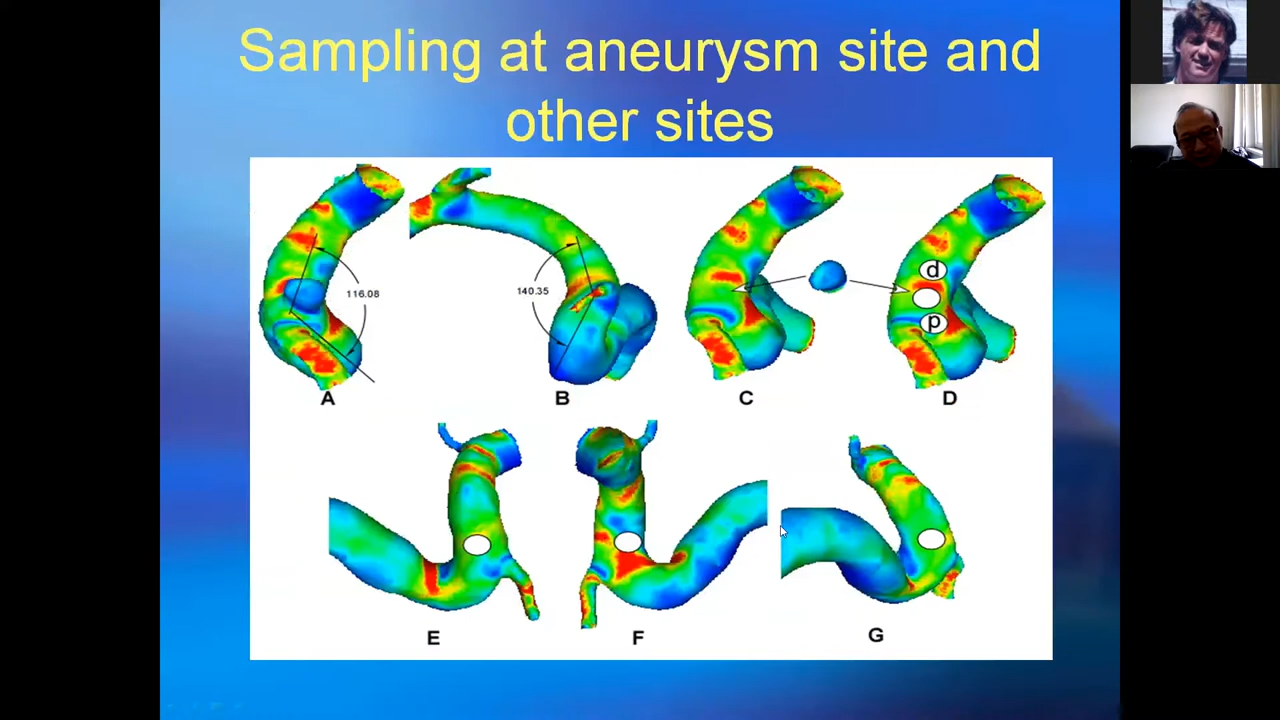 Sampling at aneurysm site and
other sites
116.08
140.35
d
p
A
B
C
D
E
F
G